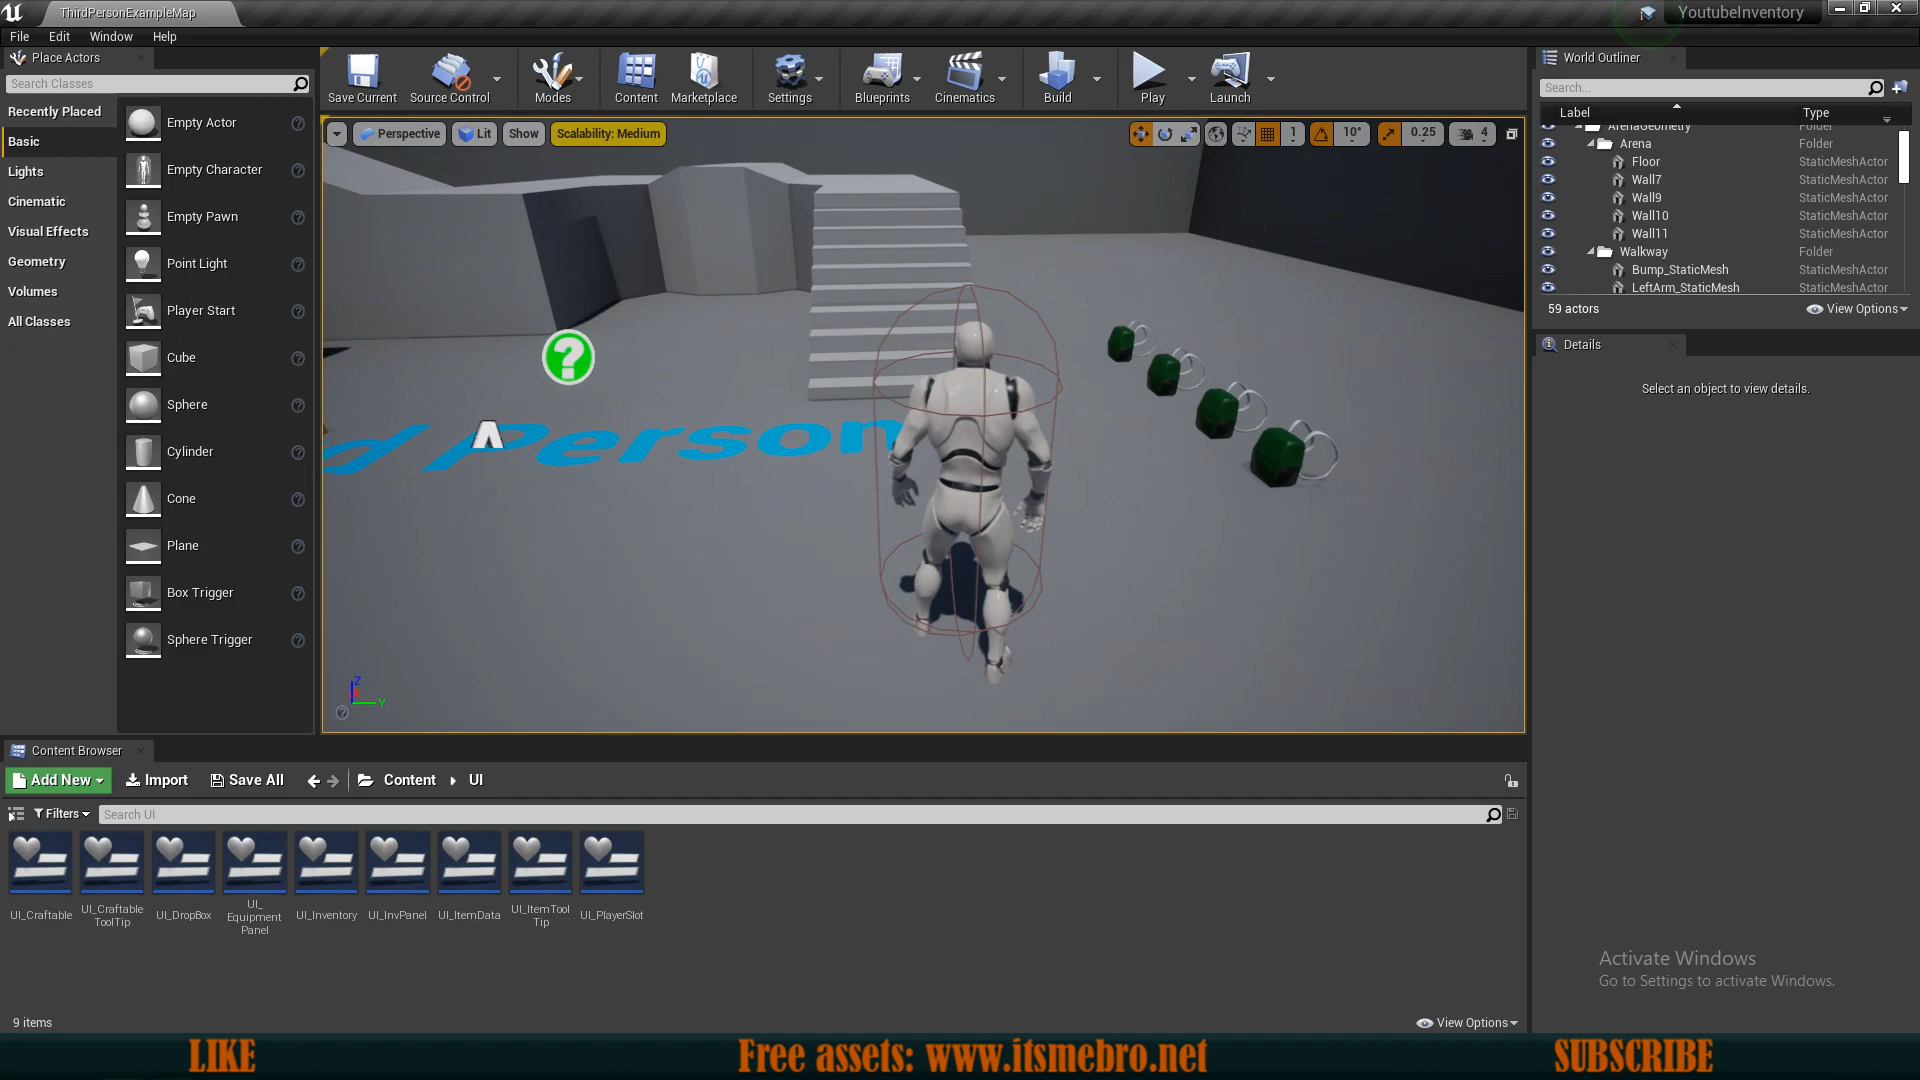 ThirdPersonExampleMap
YoutubeInventory
File Edit Window Help
Place Actors
Search Classes
Recently Placed
Basic
Lights
Cinematic
Visual Effects
Geometry
Volumes
All Classes
Empty Actor
Empty Character
Empty Pawn
Point Light
Player Start
Cube
Sphere
Cylinder
Cone
Plane
Box Trigger
Sphere Trigger
Save Current
Source Control
Modes
Content
Marketplace
Settings
Blueprints
Cinematics
Build
Play
Launch
Perspective
Lit
Show
Scalability: Medium
1
10°
0.25
4
d Person
Z
Y
World Outliner
Search...
Label Type
ArenaGeometry Folder
Arena Folder
Floor StaticMeshActor
Wall7 StaticMeshActor
Wall9 StaticMeshActor
Wall10 StaticMeshActor
Wall11 StaticMeshActor
Walkway Folder
Bump_StaticMesh StaticMeshActor
LeftArm_StaticMesh StaticMeshActor
59 actors
View Options
Details
Select an object to view details.
Content Browser
Add New
Import
Save All
Content
UI
Filters
Search UI
UI_Craftable
UI_Craftable
ToolTip
UI_DropBox
UI_
Equipment
Panel
UI_Inventory
UI_InvPanel
UI_ItemData
UI_ItemTool
Tip
UI_PlayerSlot
9 items
View Options
Activate Windows
Go to Settings to activate Windows.
LIKE
Free assets: www.itsmebro.net
SUBSCRIBE